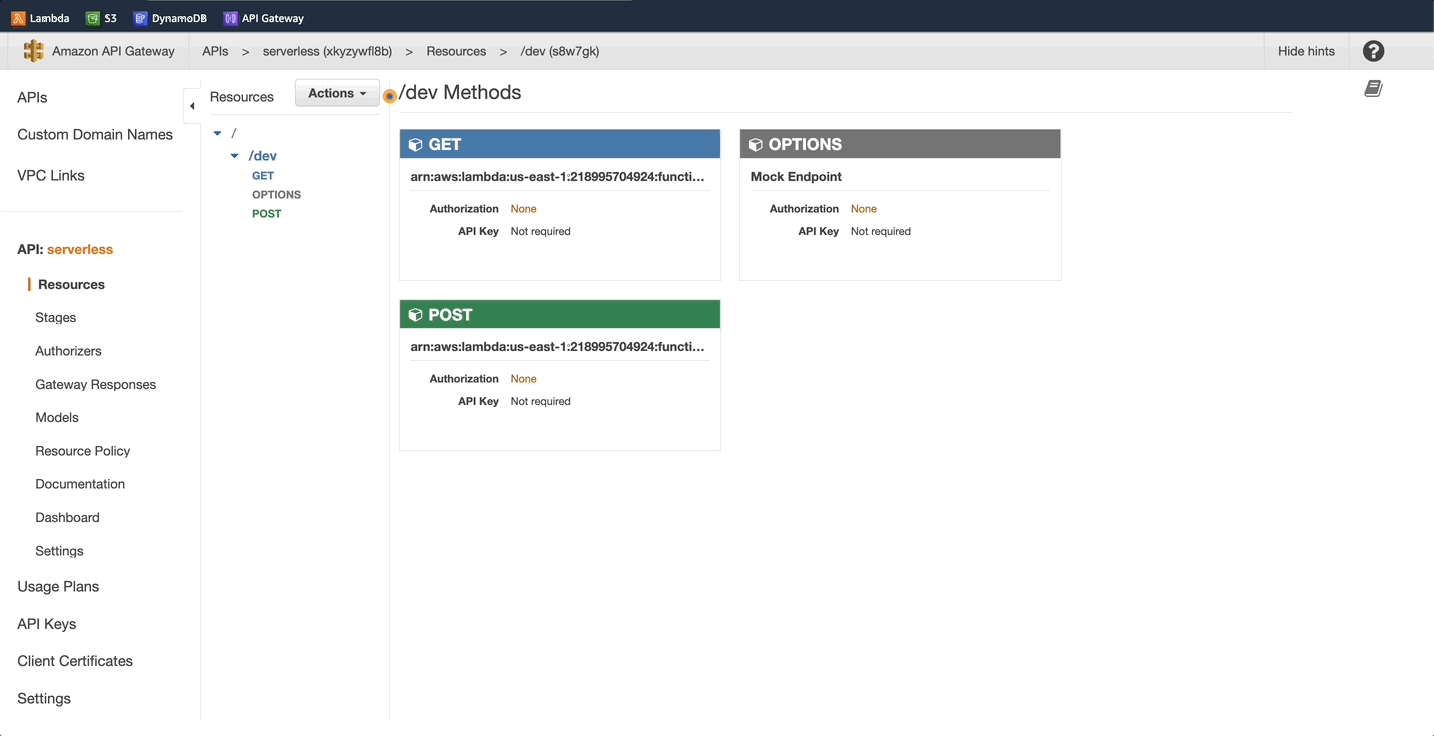 Lambda S3 DynamoDB API Gateway
Amazon API Gateway APIs > serverless (xkyzywfl8b) > Resources > /dev (s8w7gk) Hide hints ?
APIs
Custom Domain Names
VPC Links
API: serverless
Resources
Stages
Authorizers
Gateway Responses
Models
Resource Policy
Documentation
Dashboard
Settings
Usage Plans
API Keys
Client Certificates
Settings
Resources Actions
/
/dev
GET
OPTIONS
POST
/dev Methods
GET
arn:aws:lambda:us-east-1:218995704924:functi...
Authorization None
API Key Not required
OPTIONS
Mock Endpoint
Authorization None
API Key Not required
POST
arn:aws:lambda:us-east-1:218995704924:functi...
Authorization None
API Key Not required